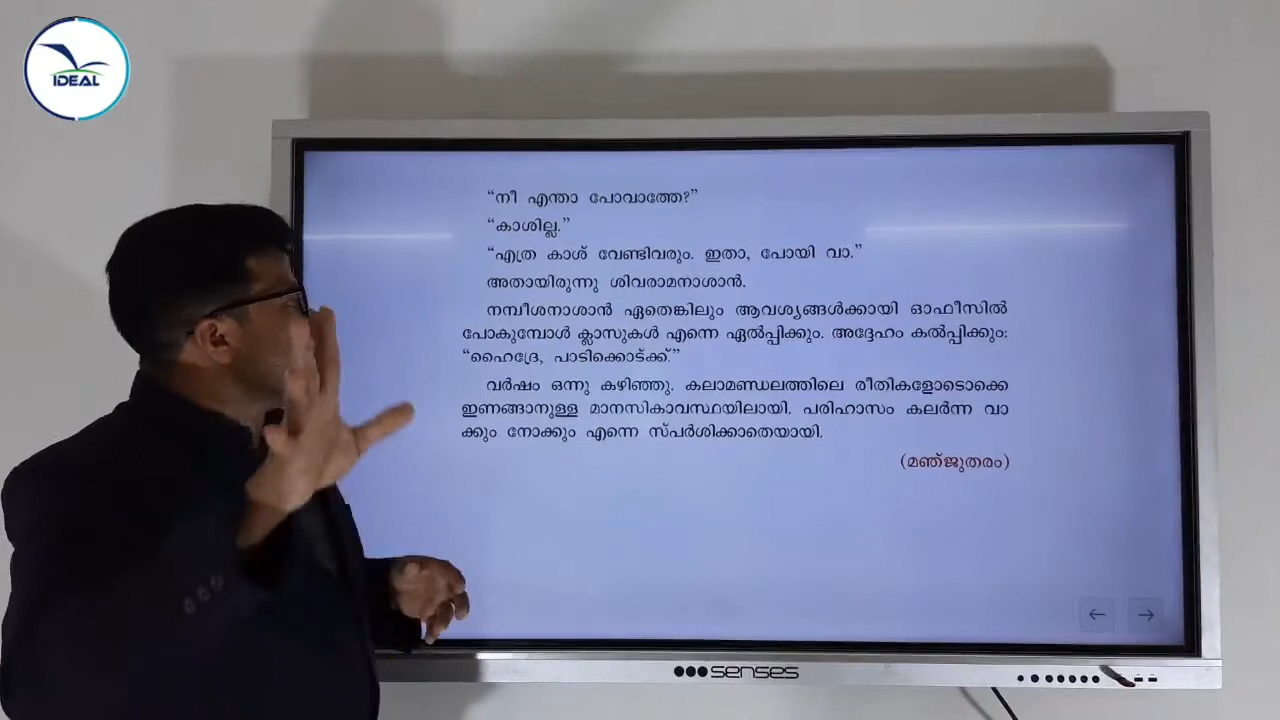 IDEAL
“നീ എന്താ പോവാത്തേ?”
“കാശില്ല.”
“എത്ര കാശ് വേണ്ടിവരും. ഇതാ, പോയി വാ.”
അതായിരുന്നു ശിവരാമനാശാൻ.
നമ്പീശനാശാൻ ഏതെങ്കിലും ആവശ്യങ്ങൾക്കായി ഓഫീസിൽ
പോകുമ്പോൾ ക്ലാസുകൾ എന്നെ ഏൽപ്പിക്കും. അദ്ദേഹം കൽപ്പിക്കും:
“ഹൈദ്രേ, പാടിക്കൊട്ക്ക്.”
വർഷം ഒന്നു കഴിഞ്ഞു. കലാമണ്ഡലത്തിലെ രീതികളോടൊക്കെ
ഇണങ്ങാനുള്ള മാനസികാവസ്ഥയിലായി. പരിഹാസം കലർന്ന വാ
ക്കും നോക്കും എന്നെ സ്പർശിക്കാതെയായി.
(മഞ്ജുതരം)
senses